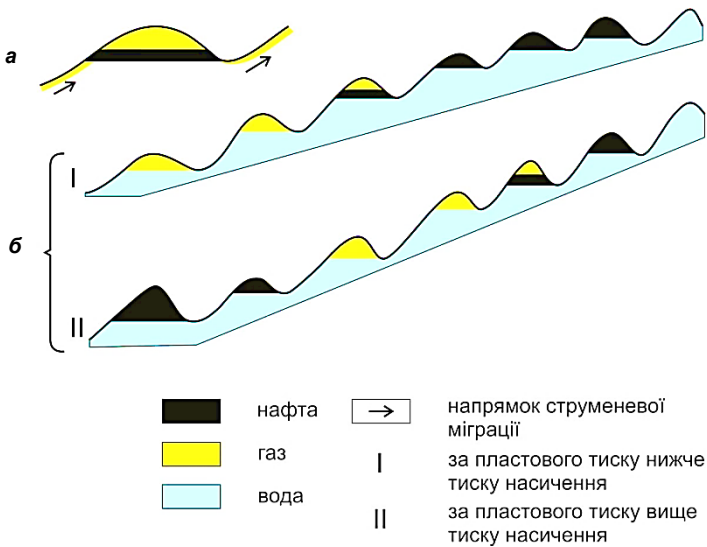 а
I
б
II
нафта
газ
вода
напрямок струменевої
міграції
I
за пластового тиску нижче
тиску насичення
II
за пластового тиску вище
тиску насичення